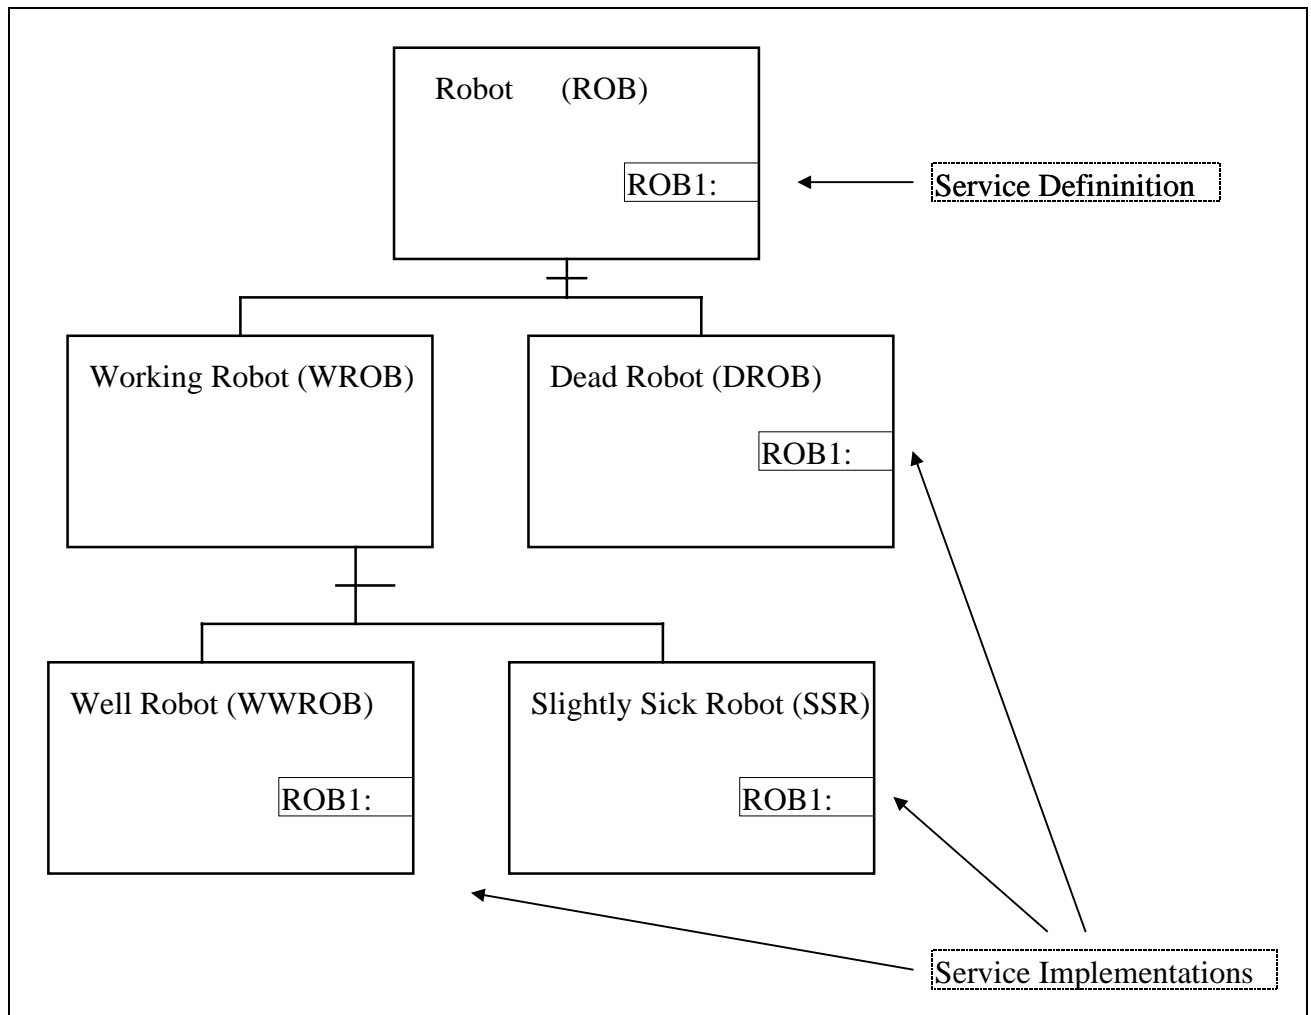 Robot (ROB)
ROB1:
Service Defininition
Working Robot (WROB)
Dead Robot (DROB)
ROB1:
Well Robot (WWROB)
Slightly Sick Robot (SSR)
ROB1:
ROB1:
Service Implementations